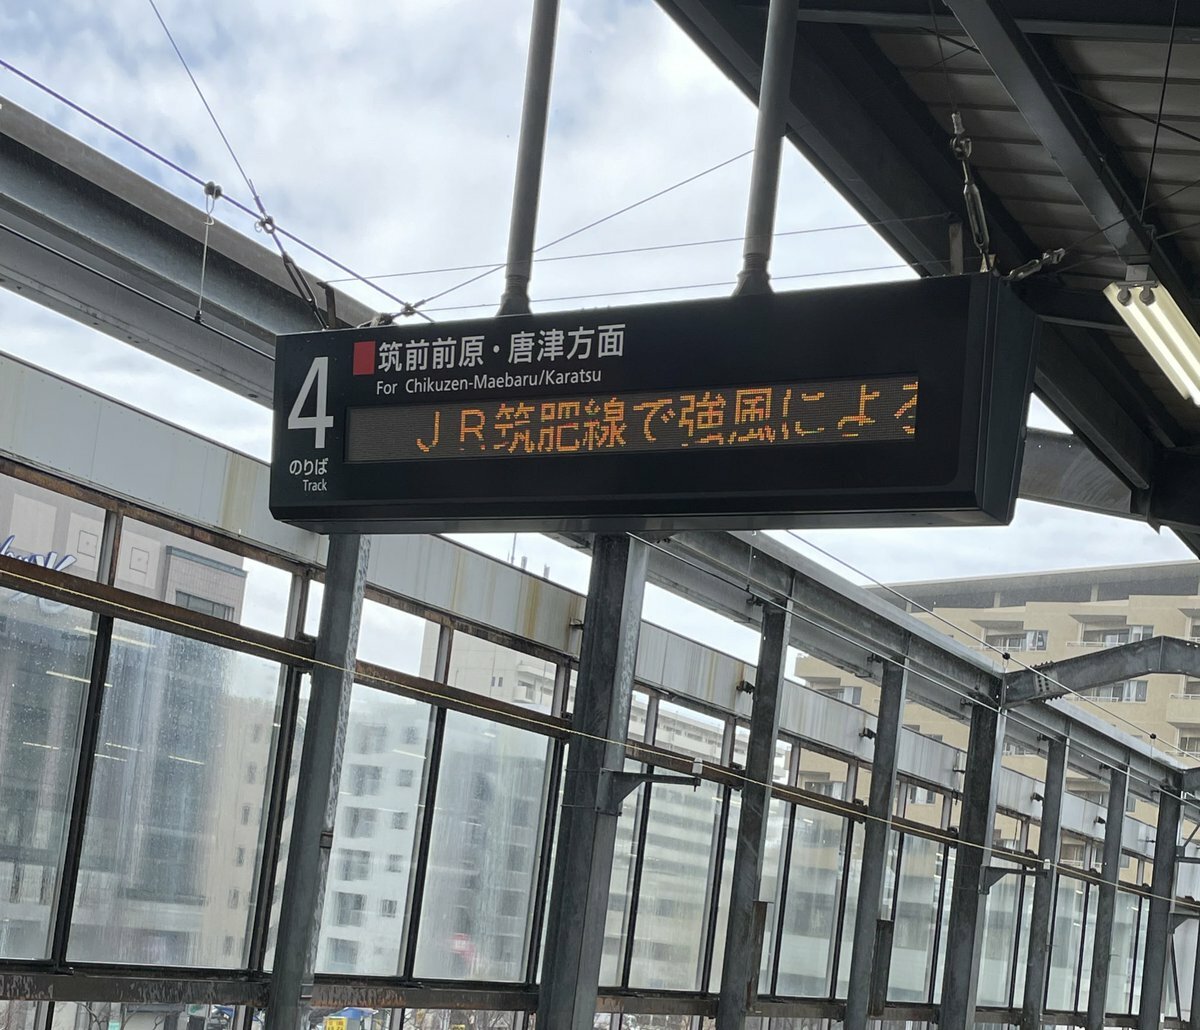 4
のりば
Track
筑前前原・唐津方面
For Chikuzen-Maebaru/Karatsu
JR筑肥線で強風による